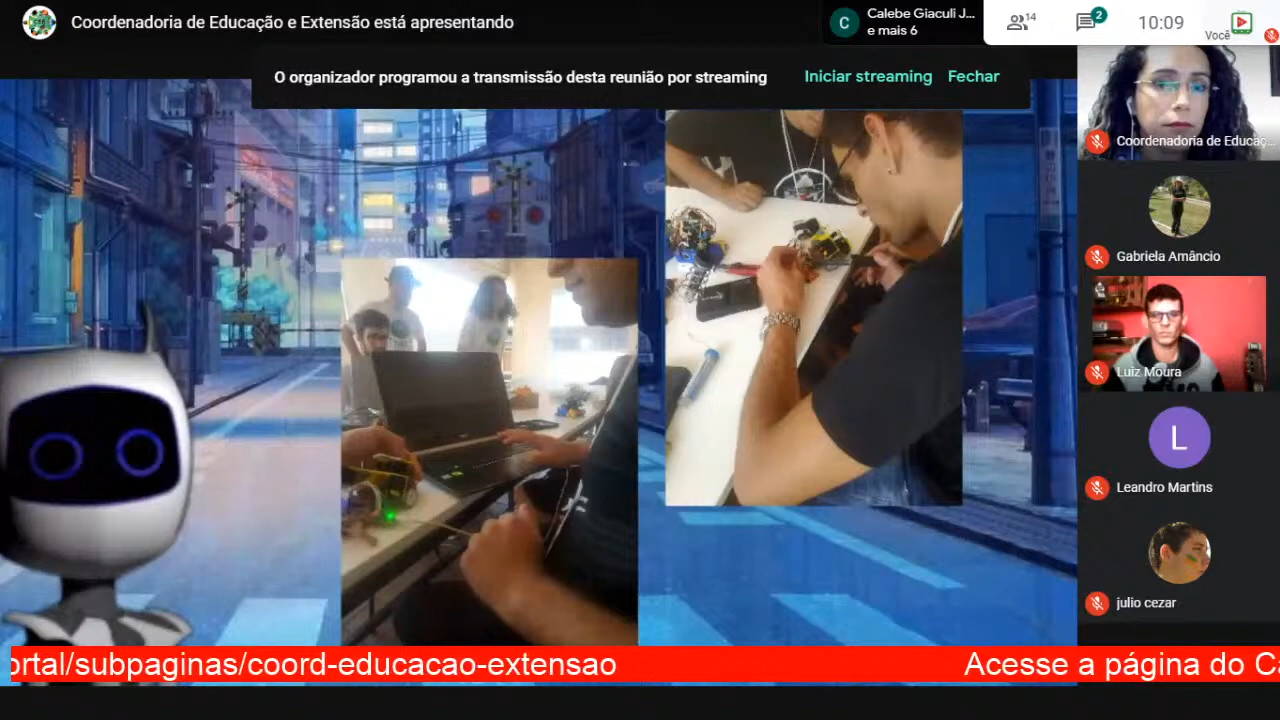 Coordenadoria de Educação e Extensão está apresentando
Calebe Giaculi J...
e mais 6
C
14
2
10:09
Você
O organizador programou a transmissão desta reunião por streaming
Iniciar streaming
Fechar
Coordenadoria de Educaç...
Gabriela Amâncio
Luiz Moura
L
Leandro Martins
julio cezar
ortal/subpaginas/coord-educacao-extensao
Acesse a página do Ca